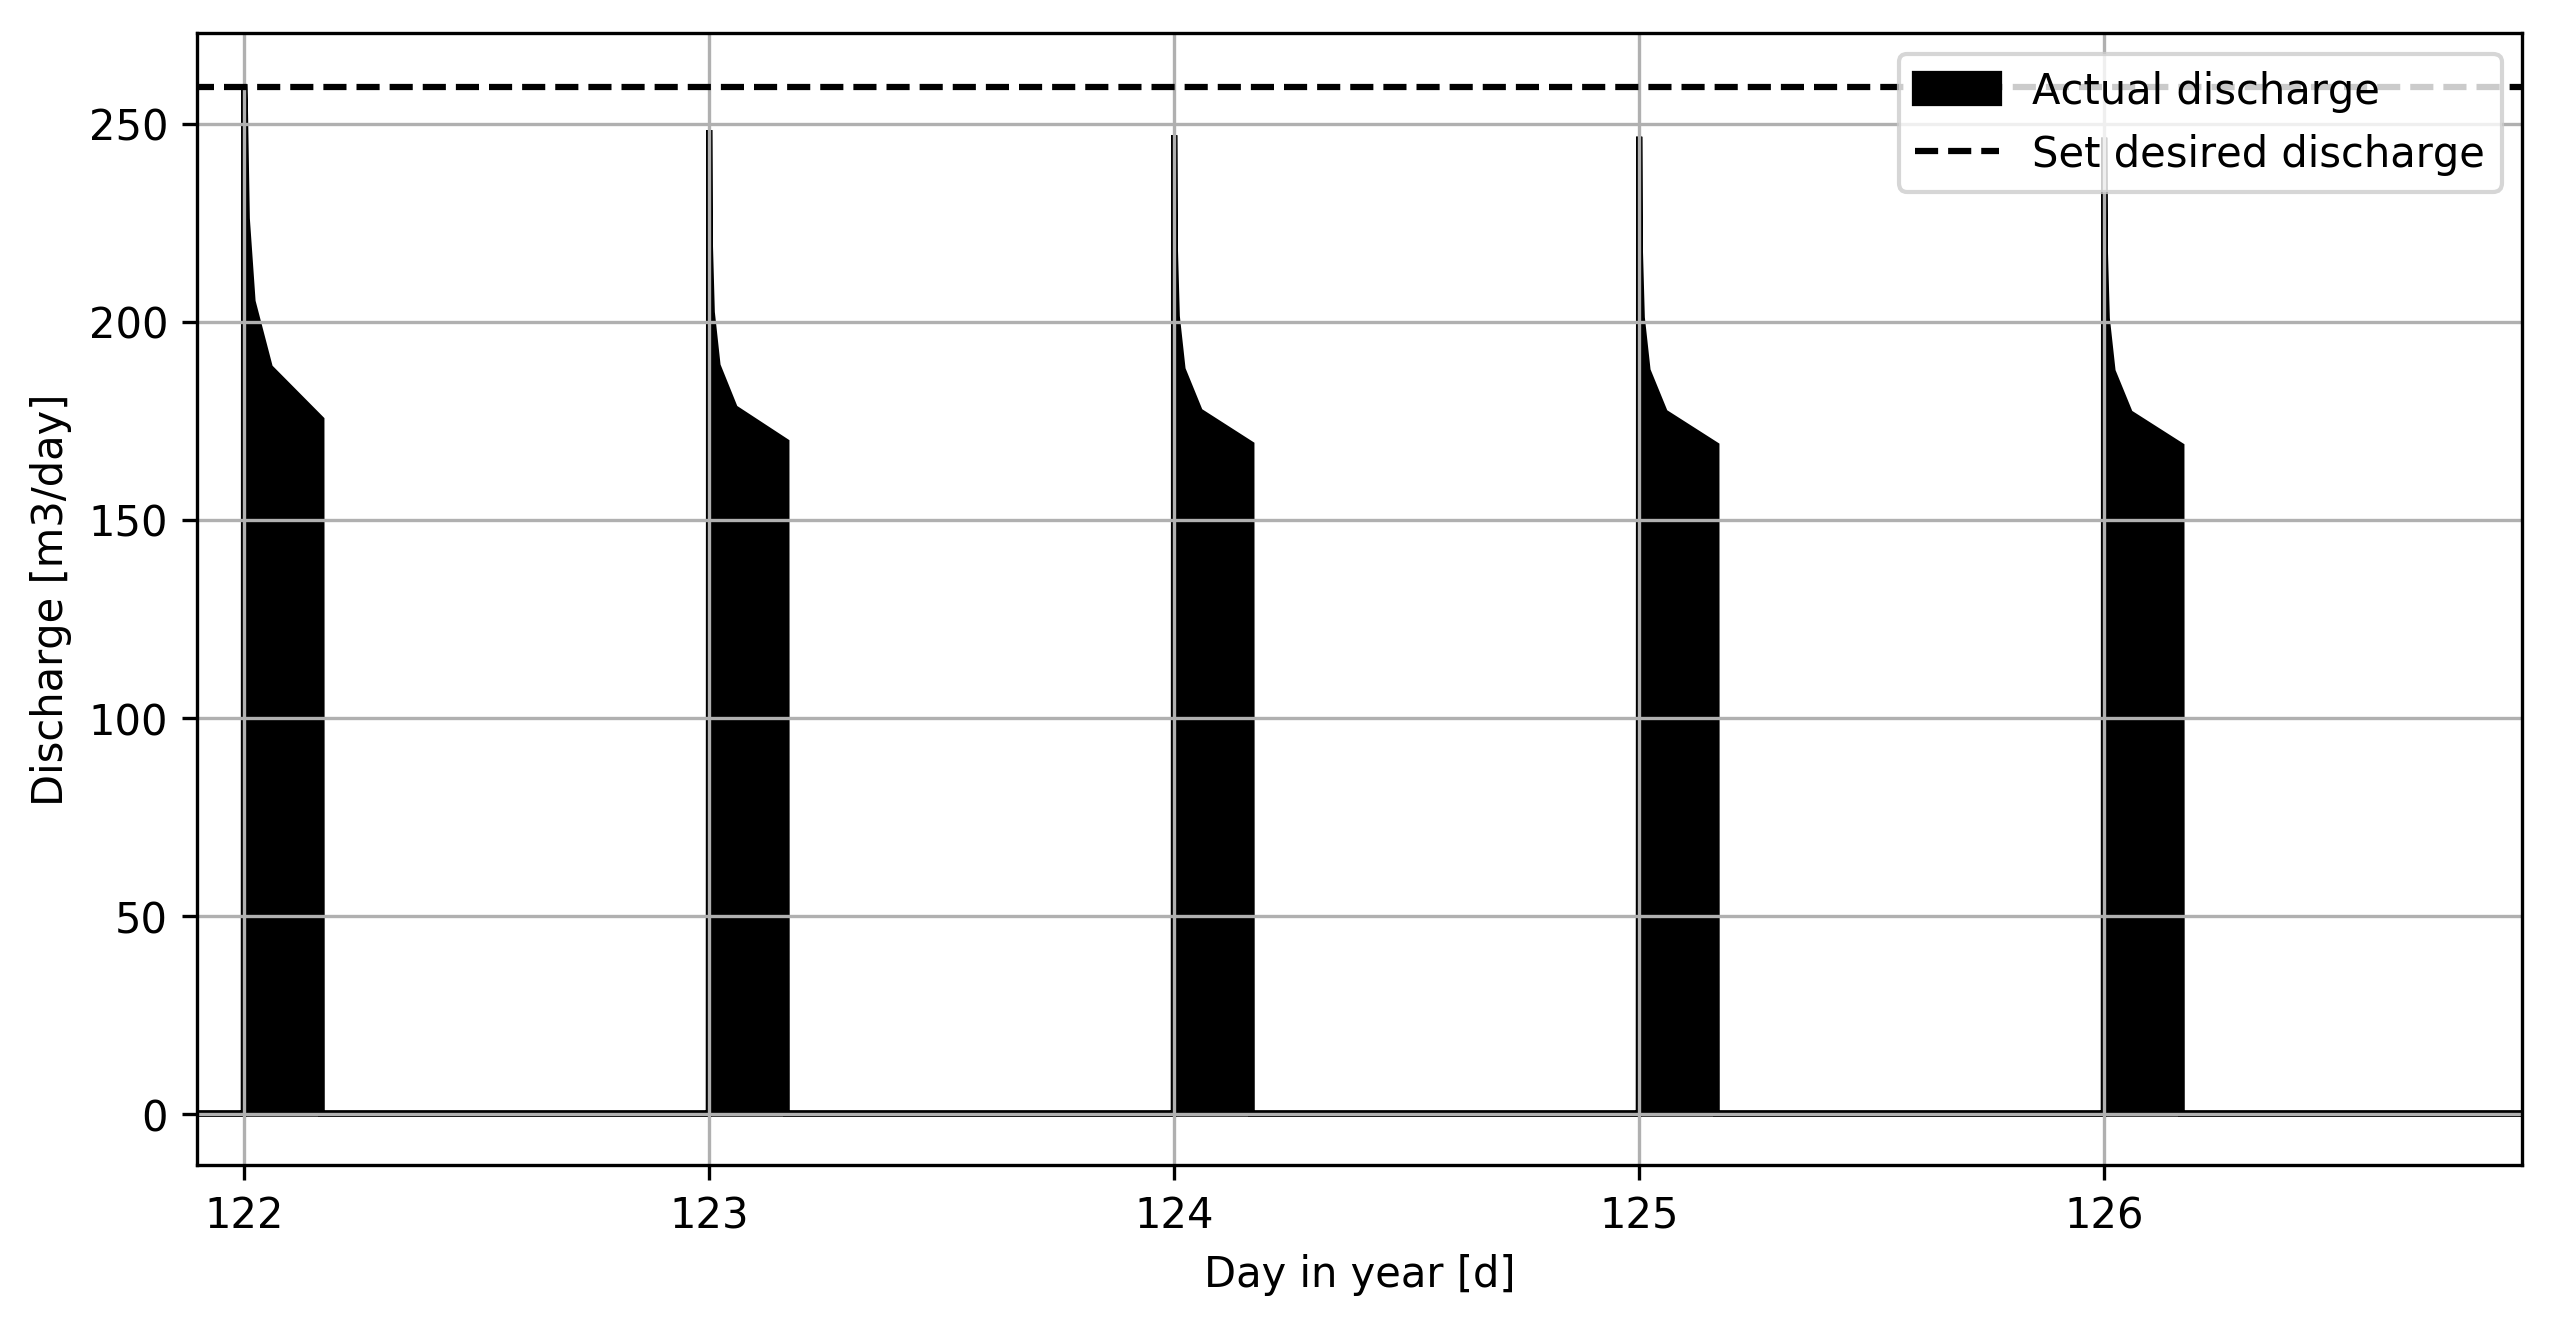 Actual discharge
Set desired discharge
250
200
150
100
50
0
Discharge [m3/day]
122 123 124 125 126
Day in year [d]